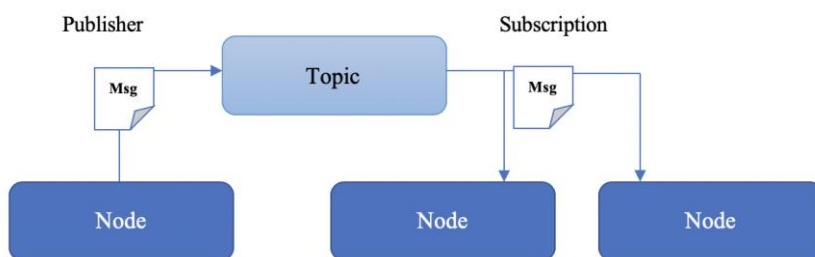 Publisher
Subscription
Topic
Msg
Msg
Node
Node
Node